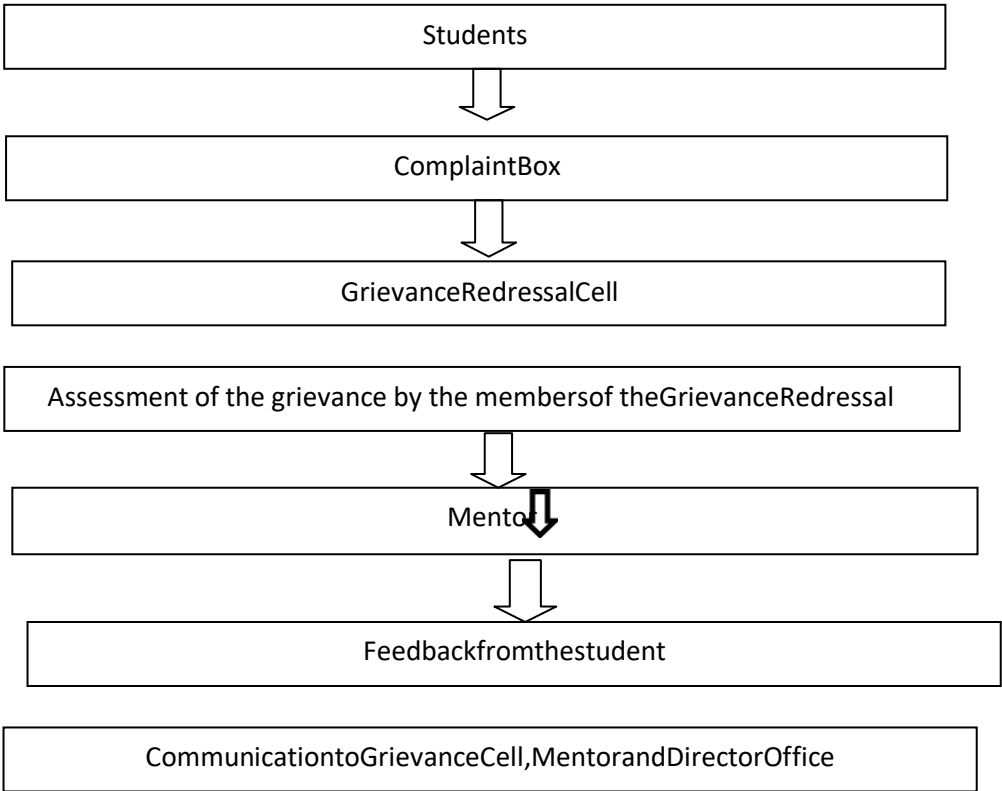 Students
ComplaintBox
GrievanceRedressalCell
Assessment of the grievance by the membersof theGrievanceRedressal
Mentor
Feedbackfromthestudent
CommunicationtoGrievanceCell,MentorandDirectorOffice